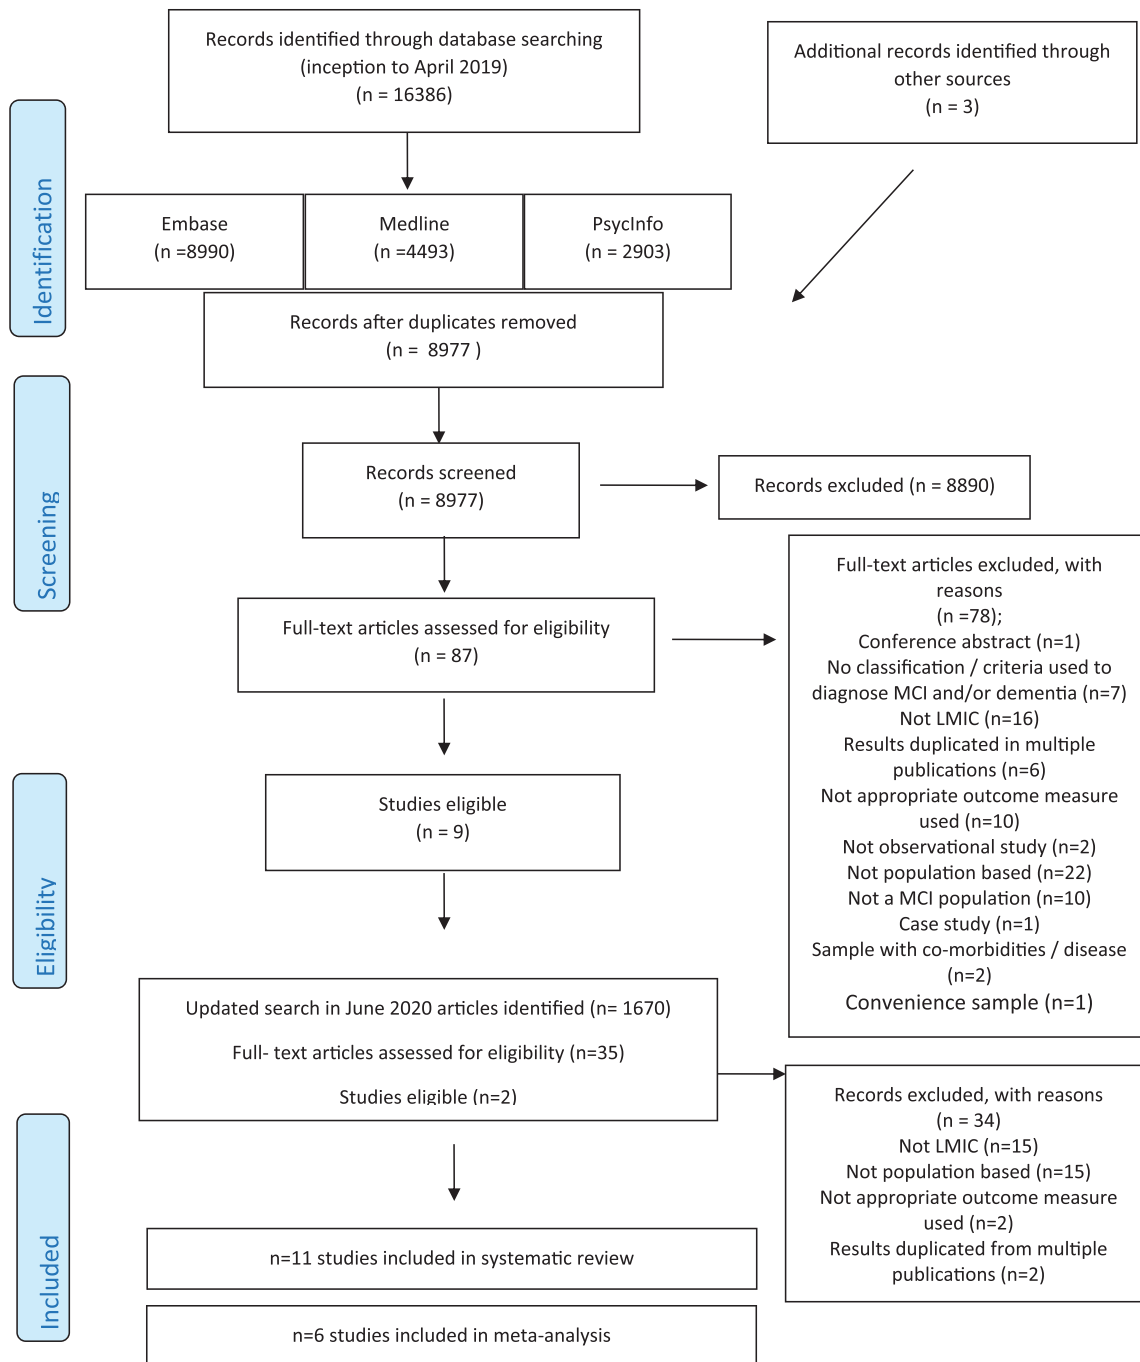 Records identified through database searching
(inception to April 2019)
(n = 16386)
Additional records identified through
other sources
(n = 3)
Identification
Embase
(n =8990)
Medline
(n =4493)
PsycInfo
(n = 2903)
Records after duplicates removed
(n =  8977 )
Screening
Records screened
(n = 8977)
Records excluded (n = 8890)
Full-text articles assessed for eligibility
(n = 87)
Full-text articles excluded, with
reasons
(n =78);
Conference abstract (n=1)
No classification / criteria used to
diagnose MCI and/or dementia (n=7)
Not LMIC (n=16)
Results duplicated in multiple
publications (n=6)
Not appropriate outcome measure
used (n=10)
Not observational study (n=2)
Not population based (n=22)
Not a MCI population (n=10)
Case study (n=1)
Sample with co-morbidities / disease
(n=2)
Convenience sample (n=1)
Eligibility
Studies eligible
(n = 9)
Updated search in June 2020 articles identified (n= 1670)
Full- text articles assessed for eligibility (n=35)
Studies eligible (n=2)
Records excluded, with reasons
(n = 34)
Not LMIC (n=15)
Not population based (n=15)
Not appropriate outcome measure
used (n=2)
Results duplicated from multiple
publications (n=2)
Included
n=11 studies included in systematic review
n=6 studies included in meta-analysis